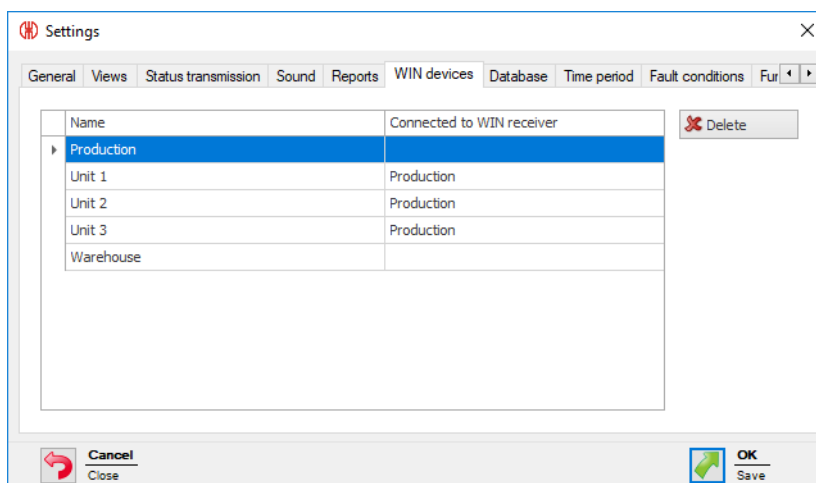 Settings
General Views Status transmission Sound Reports WIN devices Database Time period Fault conditions Fur
Name Connected to WIN receiver
Delete
Production
Unit 1 Production
Unit 2 Production
Unit 3 Production
Warehouse
Cancel
Close
OK
Save